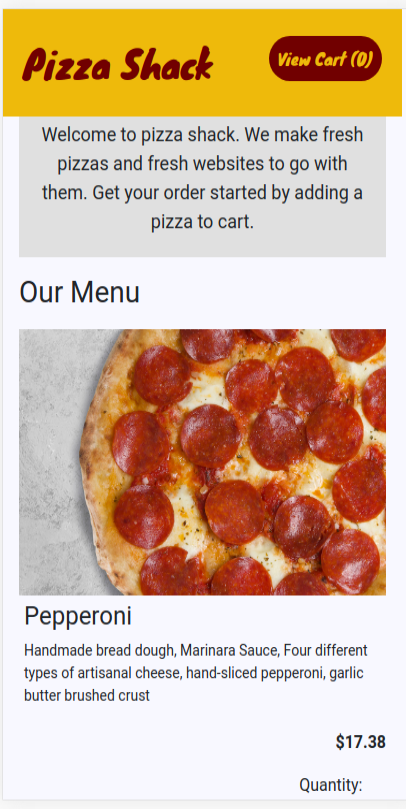 Pizza Shack
View Cart (0)
Welcome to pizza shack. We make fresh
pizzas and fresh websites to go with
them. Get your order started by adding a
pizza to cart.
Our Menu
Pepperoni
Handmade bread dough, Marinara Sauce, Four different
types of artisanal cheese, hand-sliced pepperoni, garlic
butter brushed crust
$17.38
Quantity: